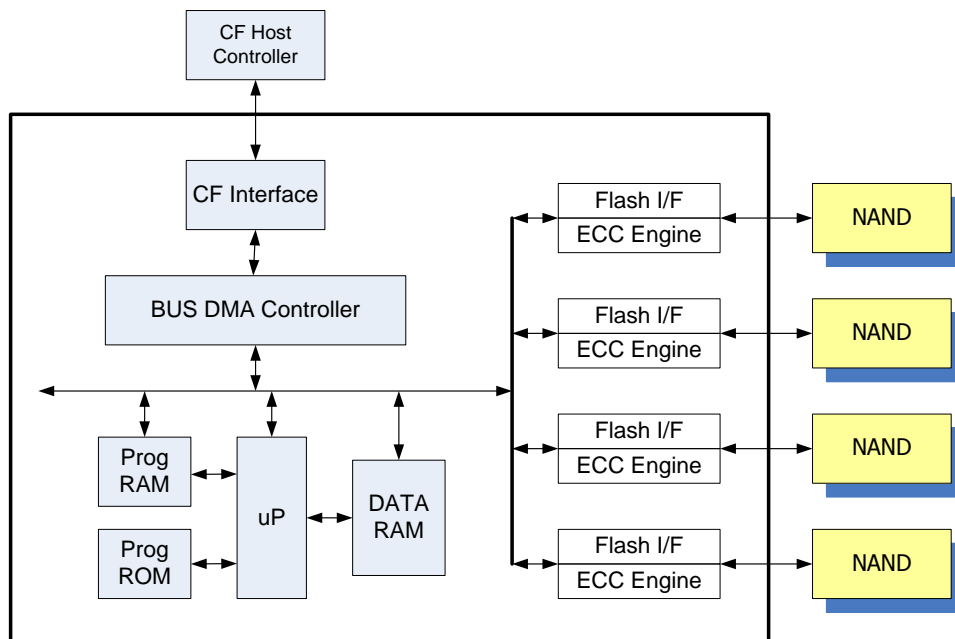 CF Host
Controller
CF Interface
BUS DMA Controller
Prog
RAM
Prog
ROM
uP
DATA
RAM
Flash I/F
ECC Engine
NAND
Flash I/F
ECC Engine
NAND
Flash I/F
ECC Engine
NAND
Flash I/F
ECC Engine
NAND